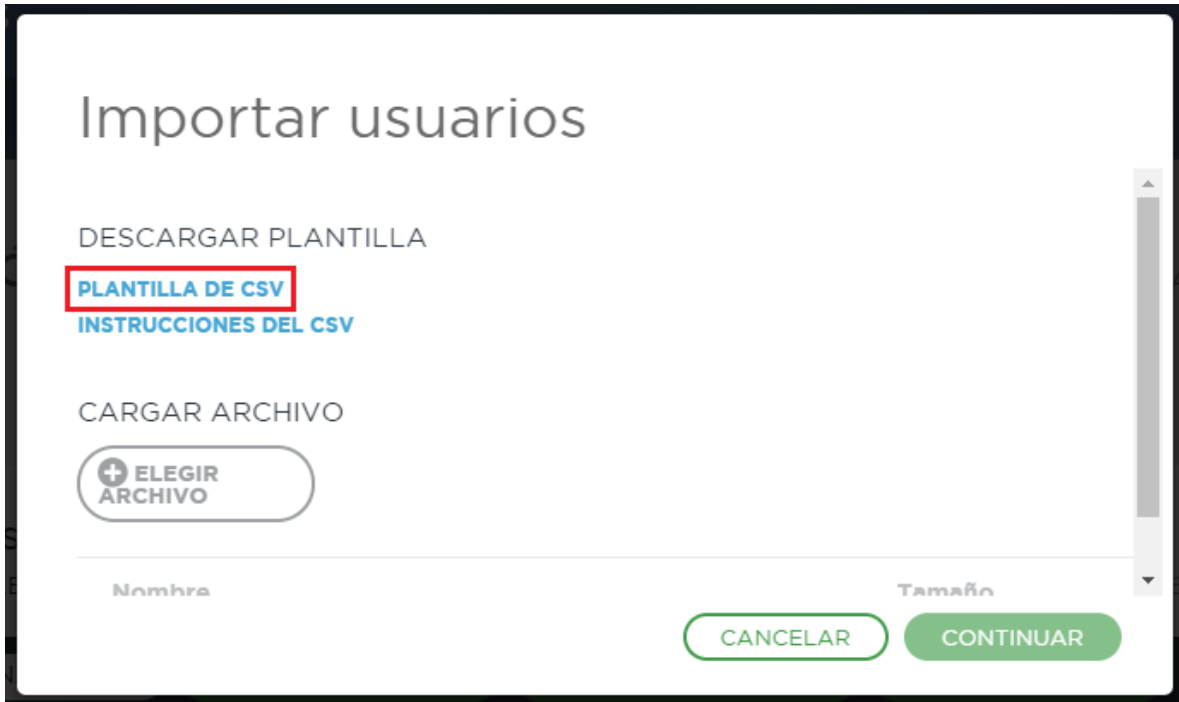 Importar usuarios
DESCARGAR PLANTILLA
PLANTILLA DE CSV
INSTRUCCIONES DEL CSV
CARGAR ARCHIVO
ELEGIR
ARCHIVO
Nombre
Tamaño
CANCELAR
CONTINUAR